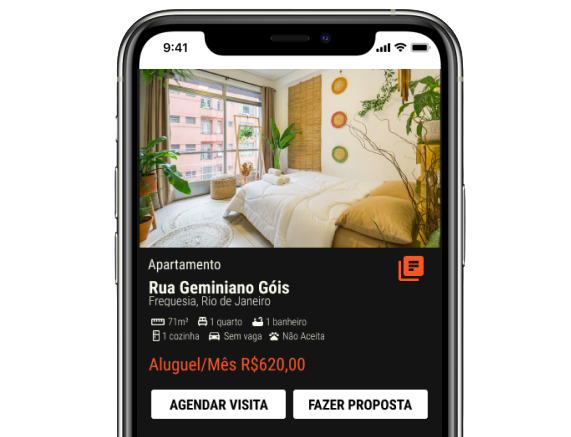 9:41
Apartamento
Rua Geminiano Góis
Freguesia, Rio de Janeiro
71m² 1 quarto 1 banheiro
1 cozinha Sem vaga Não Aceita
Aluguel/Mês R$620,00
AGENDAR VISITA FAZER PROPOSTA